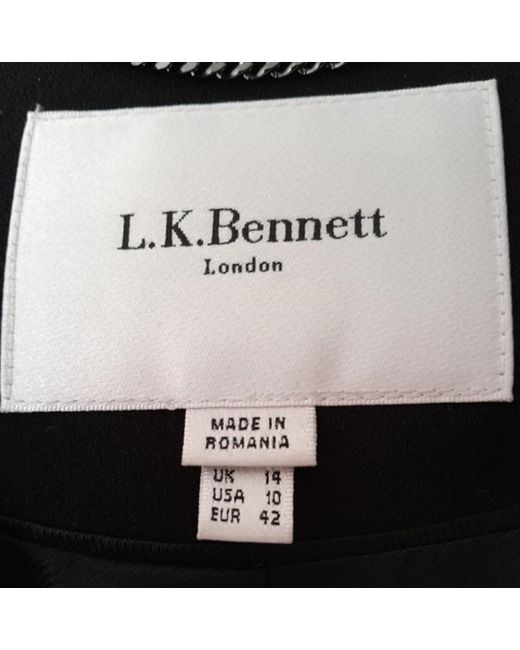 L.K.Bennett
London
MADE IN
ROMANIA
UK 14
USA 10
EUR 42